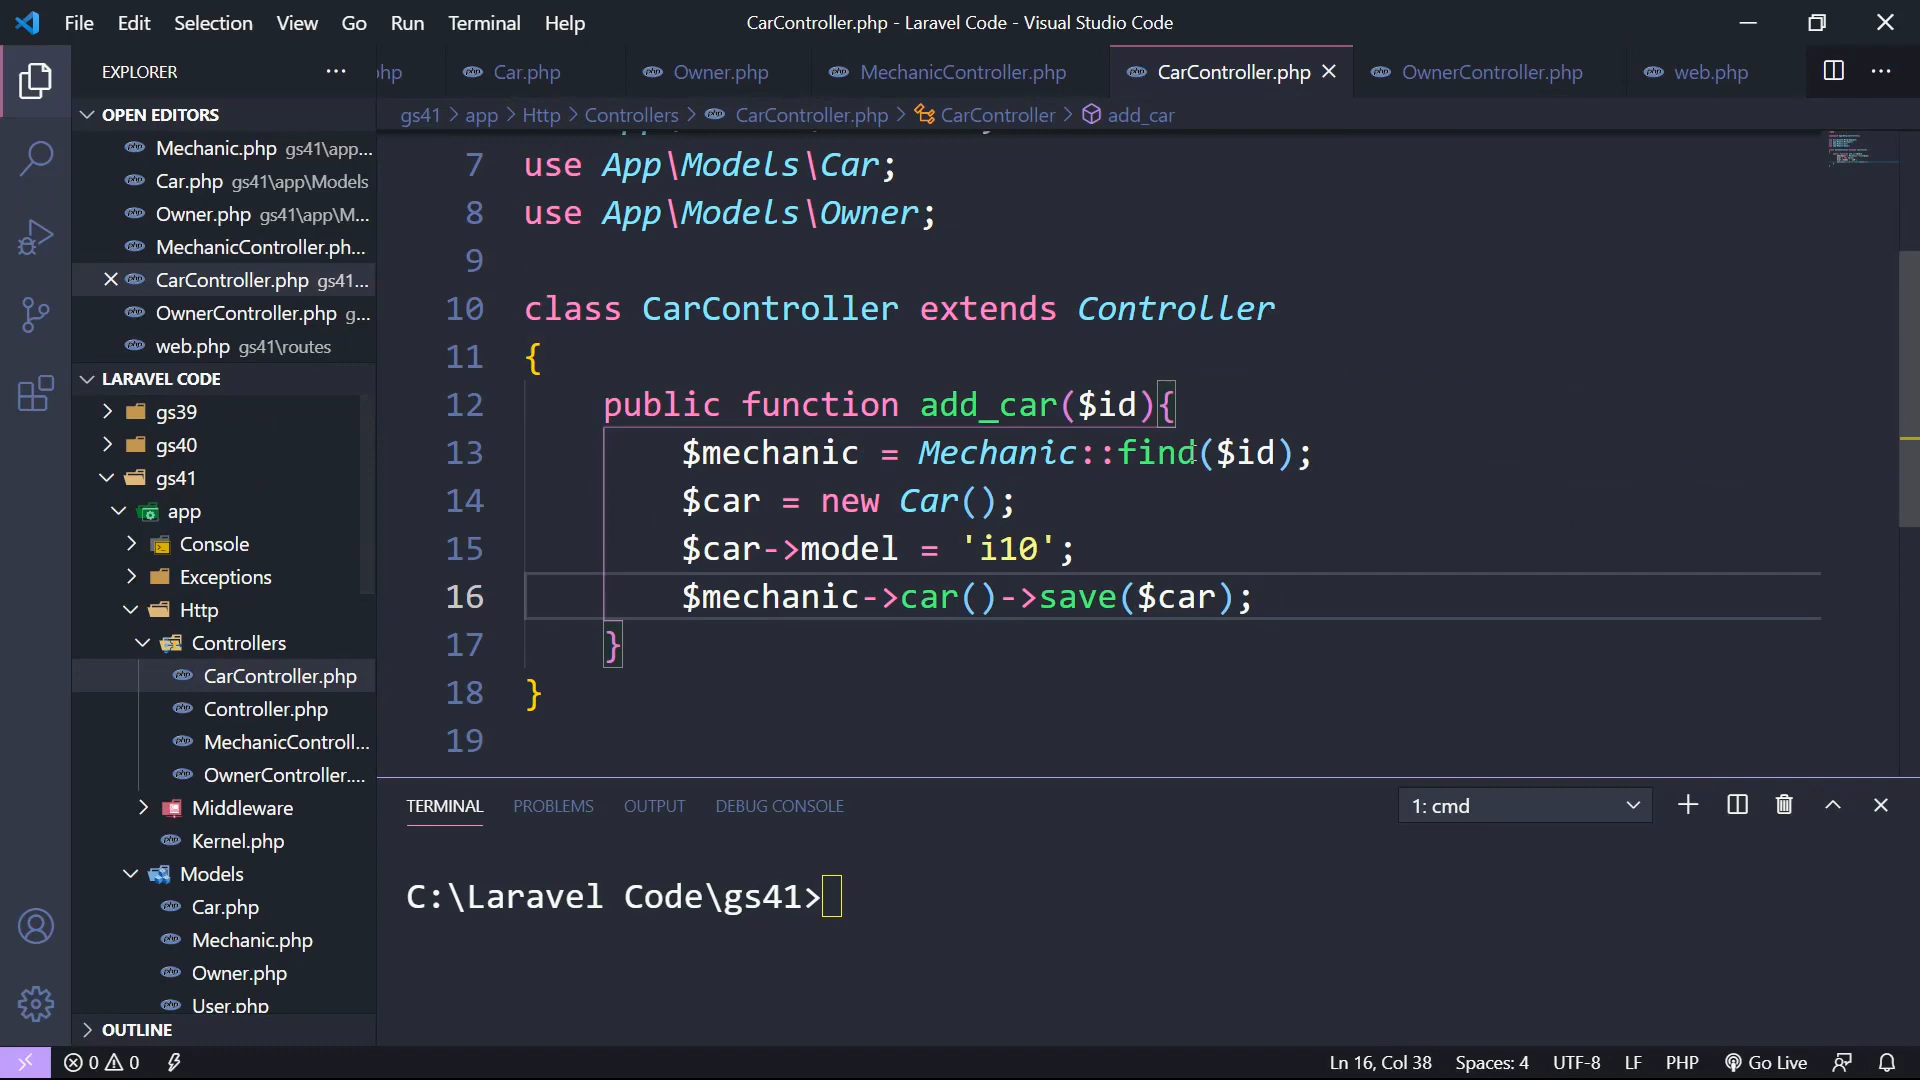 File Edit Selection View Go Run Terminal Help
CarController.php - Laravel Code - Visual Studio Code
EXPLORER
OPEN EDITORS
Mechanic.php gs41\app...
Car.php gs41\app\Models
Owner.php gs41\app\M...
MechanicController.ph...
CarController.php gs41...
OwnerController.php g...
web.php gs41\routes
LARAVEL CODE
gs39
gs40
gs41
app
Console
Exceptions
Http
Controllers
CarController.php
Controller.php
MechanicControll...
OwnerController....
Middleware
Kernel.php
Models
Car.php
Mechanic.php
Owner.php
User.php
OUTLINE
hp Car.php Owner.php MechanicController.php CarController.php OwnerController.php web.php
gs41 > app > Http > Controllers > CarController.php > CarController > add_car
7 use App\Models\Car;
8 use App\Models\Owner;
9
10 class CarController extends Controller
11 {
12 public function add_car($id){
13 $mechanic = Mechanic::find($id);
14 $car = new Car();
15 $car->model = 'i10';
16 $mechanic->car()->save($car);
17 }
18 }
19
TERMINAL PROBLEMS OUTPUT DEBUG CONSOLE 1: cmd
C:\Laravel Code\gs41>
0 0 Ln 16, Col 38 Spaces: 4 UTF-8 LF PHP Go Live